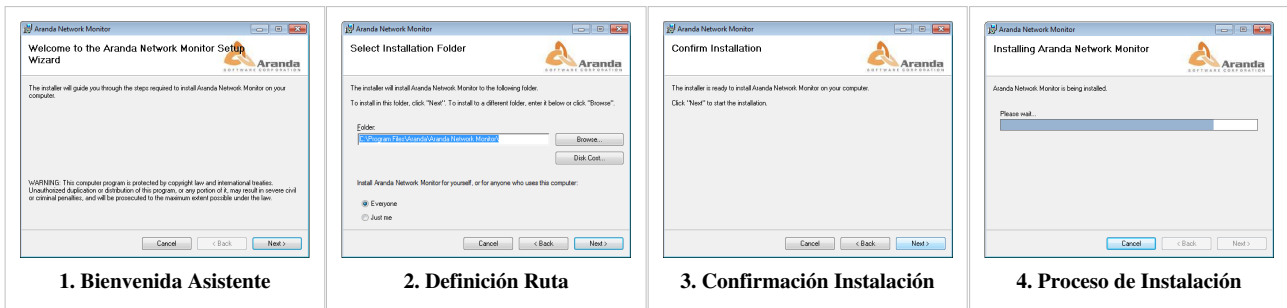 Aranda Network Monitor
Welcome to the Aranda Network Monitor Setup
Wizard
Aranda
SOFTWARE CORPORATION
The installer will guide you through the steps required to install Aranda Network Monitor on your
computer.
WARNING: This computer program is protected by copyright law and international treaties.
Unauthorized duplication or distribution of this program, or any portion of it, may result in severe civil
or criminal penalties, and will be prosecuted to the maximum extent possible under the law.
Cancel
< Back
Next >
1. Bienvenida Asistente
Aranda Network Monitor
Select Installation Folder
Aranda
SOFTWARE CORPORATION
The installer will install Aranda Network Monitor to the following folder.
To install in this folder, click "Next". To install to a different folder, enter it below or click "Browse".
Folder:
C:\Program Files\Aranda\Aranda Network Monitor\
Browse...
Disk Cost...
Install Aranda Network Monitor for yourself, or for anyone who uses this computer:
Everyone
Just me
Cancel
< Back
Next >
2. Definición Ruta
Aranda Network Monitor
Confirm Installation
Aranda
SOFTWARE CORPORATION
The installer is ready to install Aranda Network Monitor on your computer.
Click "Next" to start the installation.
Cancel
< Back
Next >
3. Confirmación Instalación
Aranda Network Monitor
Installing Aranda Network Monitor
Aranda
SOFTWARE CORPORATION
Aranda Network Monitor is being installed.
Please wait...
Cancel
< Back
Next >
4. Proceso de Instalación